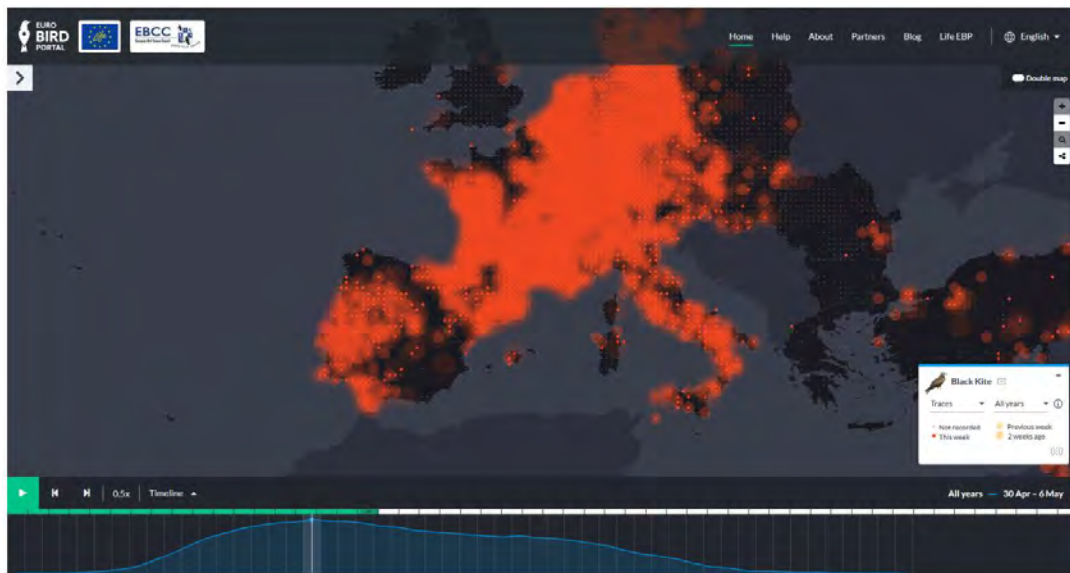 EURO
BIRD
PORTAL
EBCC
Home Help About Partners Blog Life EBP English
Double map
Black Kite
Traces All years
Not recorded Previous week
This week 2 weeks ago
0.5x Timeline
All years — 30 Apr - 6 May